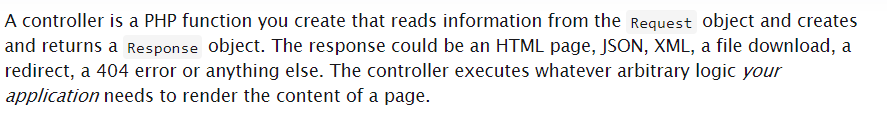 A controller is a PHP function you create that reads information from the Request object and creates
and returns a Response object. The response could be an HTML page, JSON, XML, a file download, a
redirect, a 404 error or anything else. The controller executes whatever arbitrary logic your
application needs to render the content of a page.